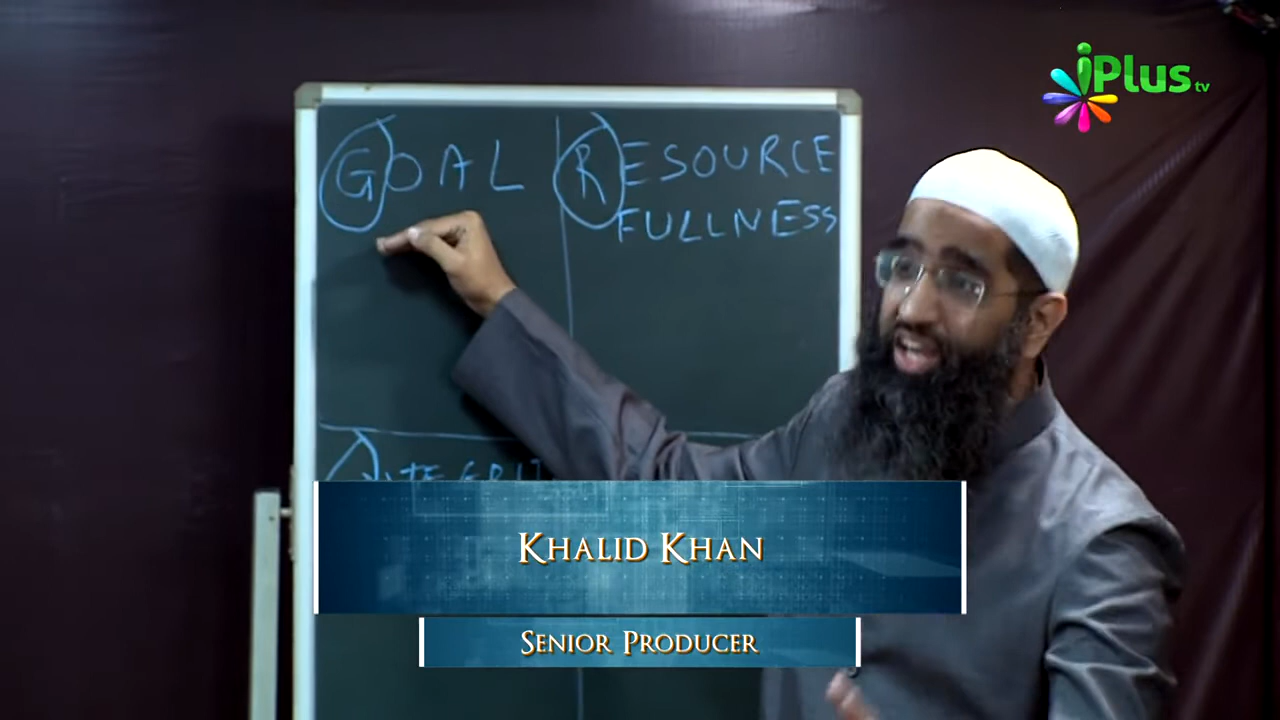 iPlus tv
GOAL
RESOURCE
FULLNESS
KHALID KHAN
SENIOR PRODUCER